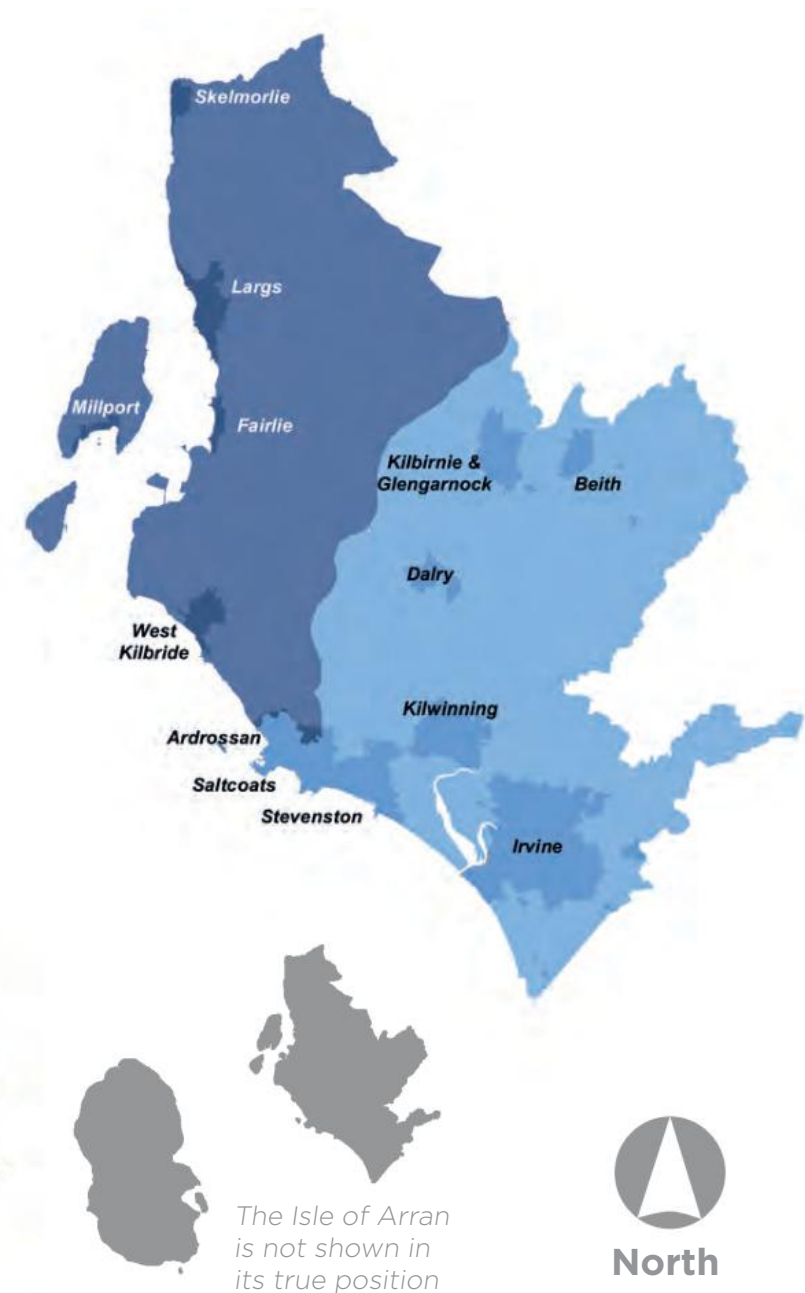 Skelmorlie
Largs
Millport
Fairlie
Kilbirnie &
Glengarnock
Beith
Dalry
West
Kilbride
Kilwinning
Ardrossan
Saltcoats
Stevenston
Irvine
The Isle of Arran
is not shown in
its true position
North